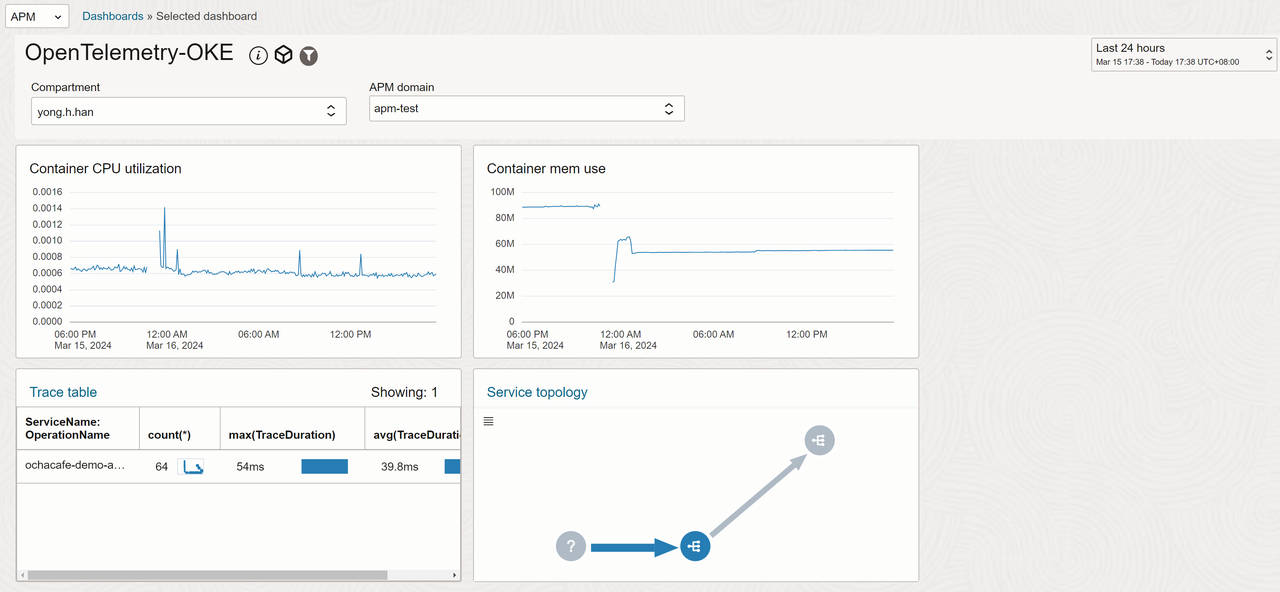 APM
Dashboards » Selected dashboard
OpenTelemetry-OKE
Last 24 hours
Mar 15 17:38 - Today 17:38 UTC+08:00
Compartment
yong.h.han
APM domain
apm-test
Container CPU utilization
0.0016
0.0014
0.0012
0.0010
0.0008
0.0006
0.0004
0.0002
0.0000
06:00 PM 12:00 AM 06:00 AM 12:00 PM
Mar 15, 2024 Mar 16, 2024
Container mem use
100M
80M
60M
40M
20M
0
06:00 PM 12:00 AM 06:00 AM 12:00 PM
Mar 15, 2024 Mar 16, 2024
Trace table Showing: 1
ServiceName:
OperationName count(*) max(TraceDuration) avg(TraceDurati
ochacafe-demo-a... 64 54ms 39.8ms
Service topology
?